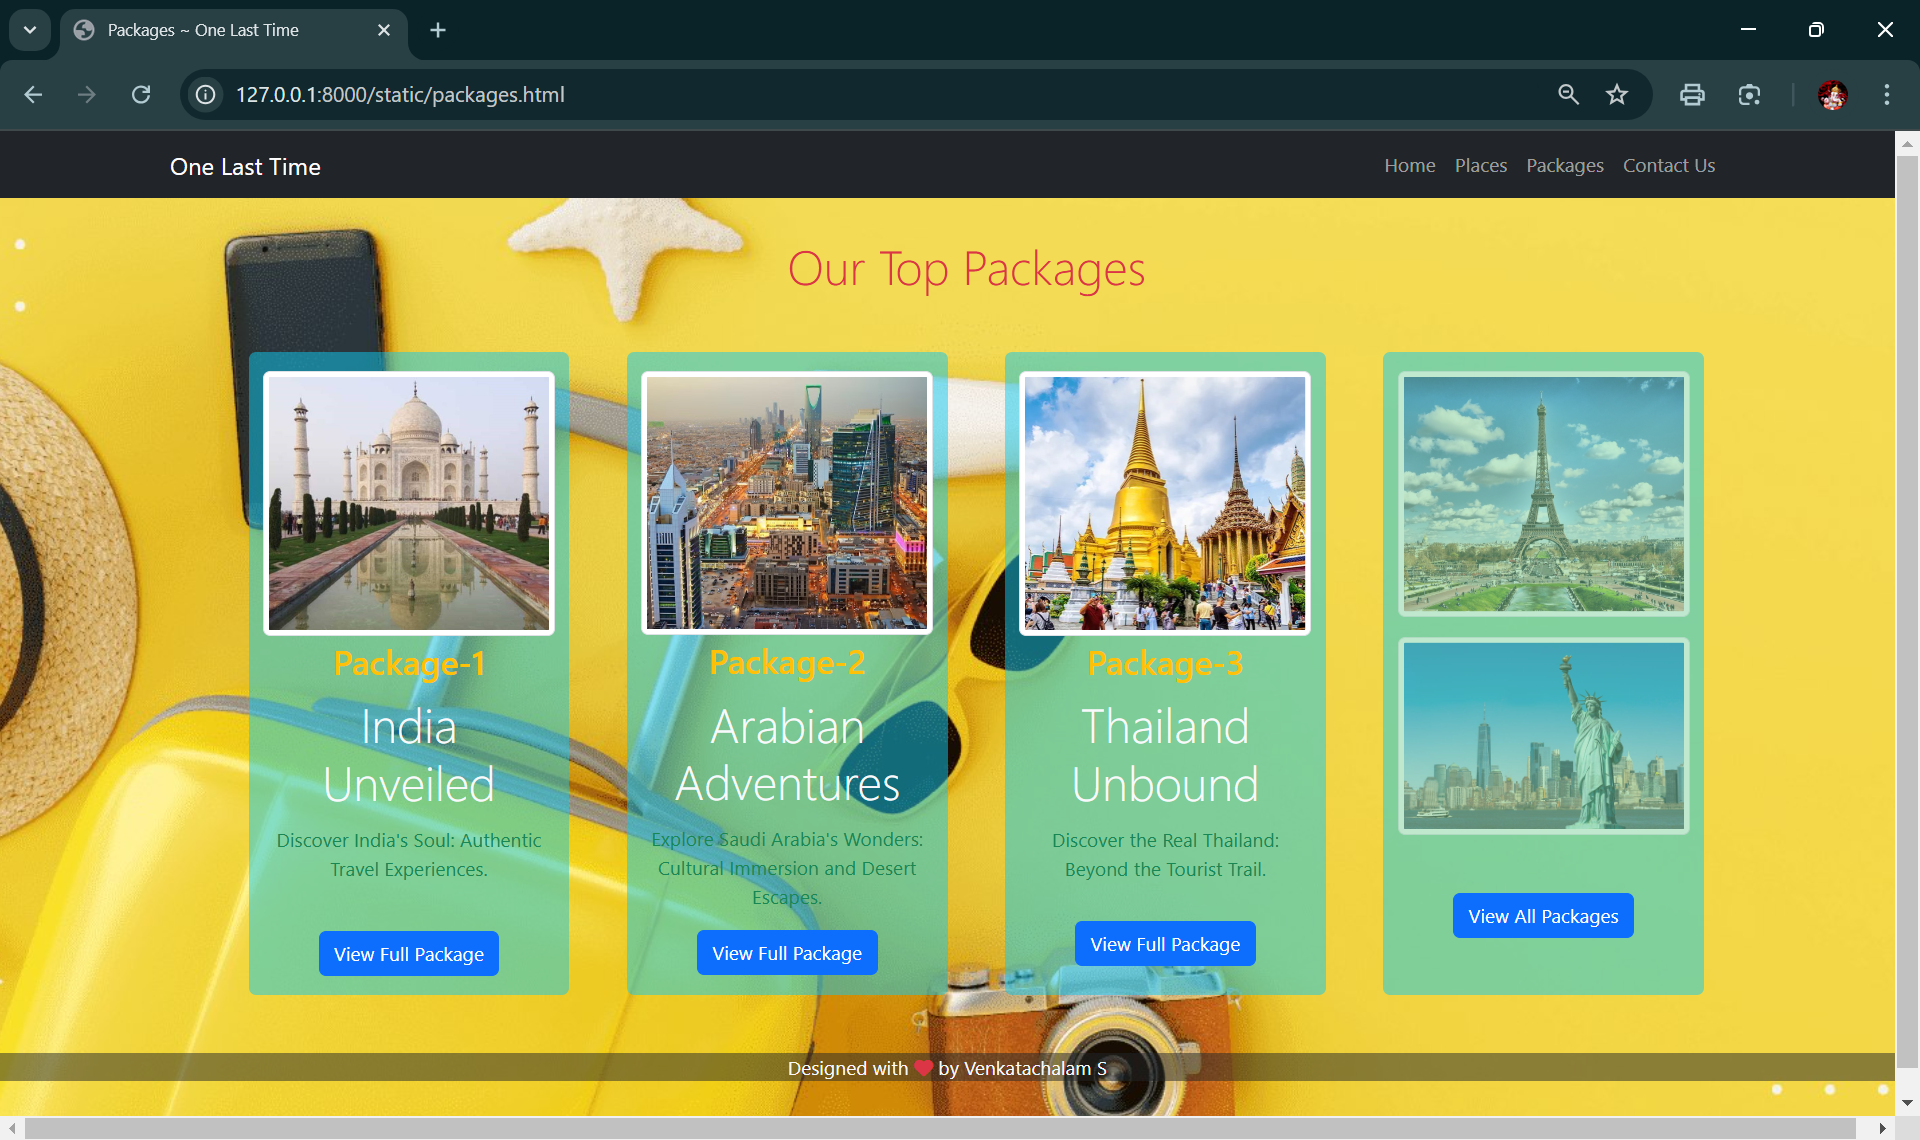 Packages ~ One Last Time
127.0.0.1:8000/static/packages.html
One Last Time
Home Places Packages Contact Us
Our Top Packages
Package-1
India
Unveiled
Discover India's Soul: Authentic
Travel Experiences.
View Full Package
Package-2
Arabian
Adventures
Explore Saudi Arabia's Wonders:
Cultural Immersion and Desert
Escapes.
View Full Package
Package-3
Thailand
Unbound
Discover the Real Thailand:
Beyond the Tourist Trail.
View Full Package
View All Packages
Designed with ❤ by Venkatachalam S